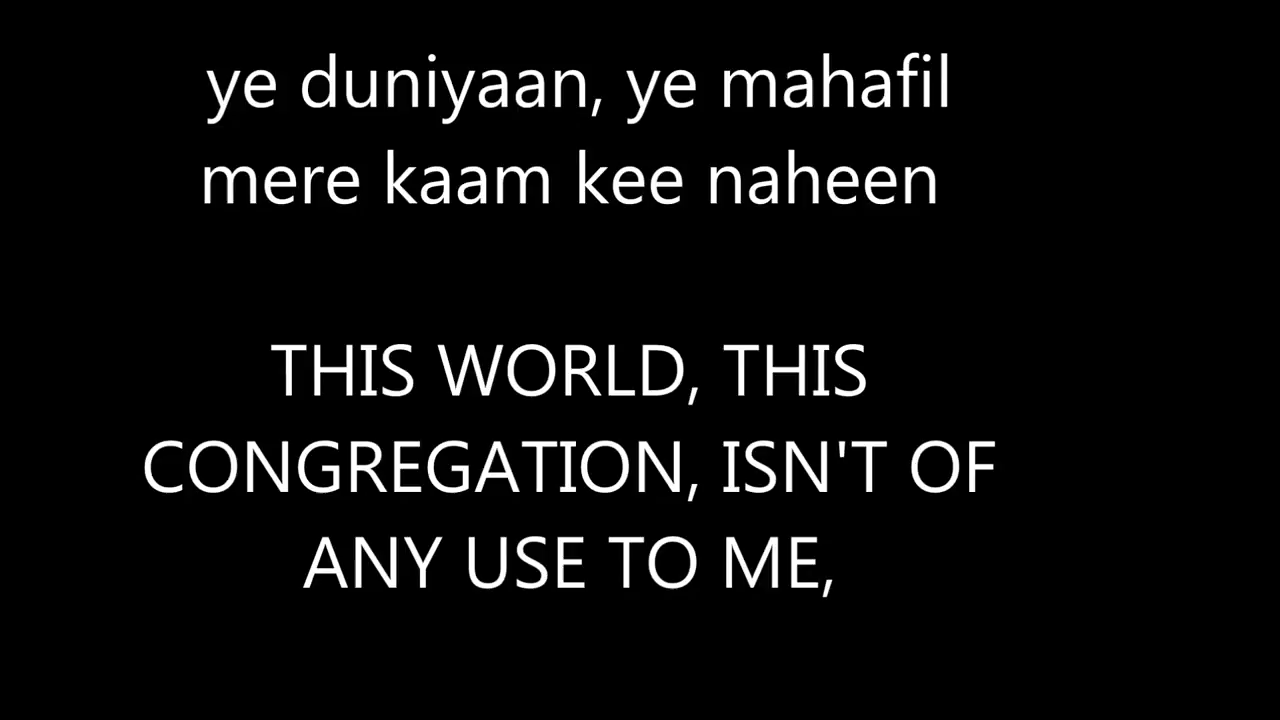 ye duniyaan, ye mahafil
mere kaam kee naheen
THIS WORLD, THIS
CONGREGATION, ISN'T OF
ANY USE TO ME,